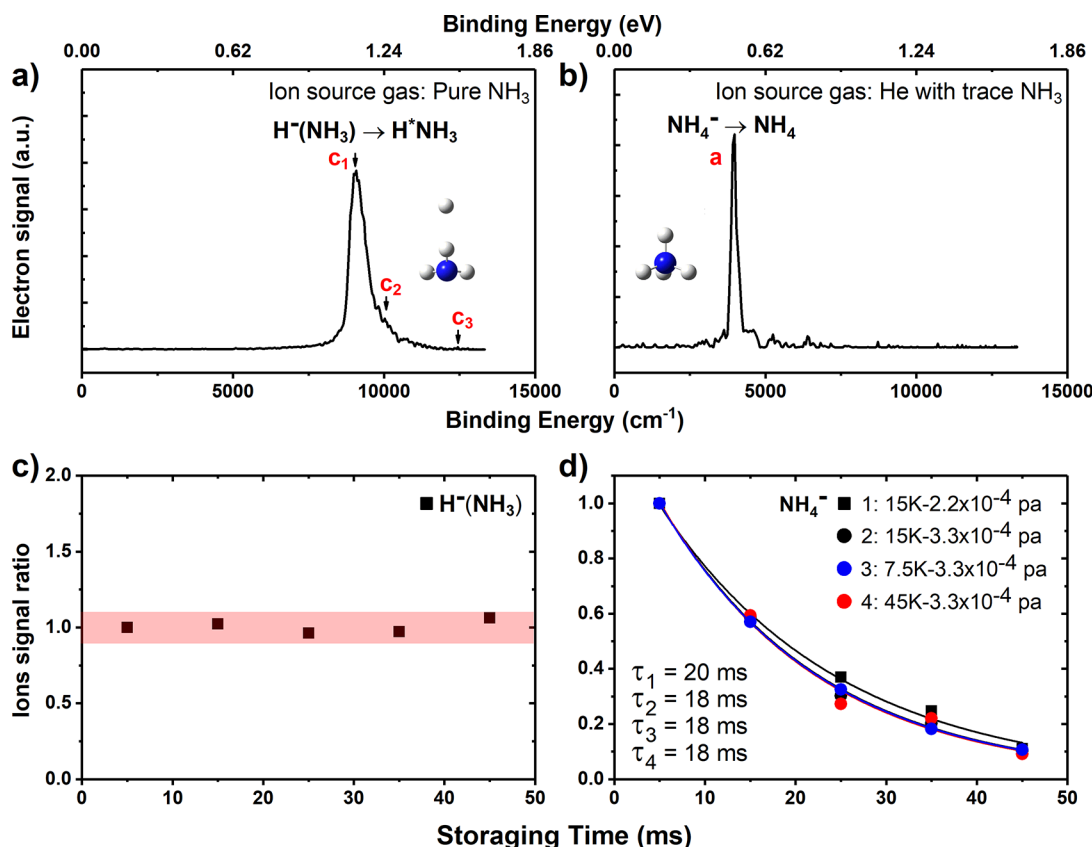 Binding Energy (eV)
0.00 0.62 1.24 1.86
0.00 0.62 1.24 1.86
a)
Ion source gas: Pure NH₃
H⁻(NH₃) → H*NH₃
c₁
c₂
c₃
Electron signal (a.u.)
0 5000 10000 15000
b)
Ion source gas: He with trace NH₃
NH₄⁻ → NH₄
a
0 5000 10000 15000
Binding Energy (cm⁻¹)
c)
H⁻(NH₃)
Ions signal ratio
2.0
1.5
1.0
0.5
0.0
0 10 20 30 40 50
d)
NH₄⁻
1: 15K-2.2x10⁻⁴ pa
2: 15K-3.3x10⁻⁴ pa
3: 7.5K-3.3x10⁻⁴ pa
4: 45K-3.3x10⁻⁴ pa
τ₁ = 20 ms
τ₂ = 18 ms
τ₃ = 18 ms
τ₄ = 18 ms
1.0
0.8
0.6
0.4
0.2
0.0
0 10 20 30 40 50
Storaging Time (ms)